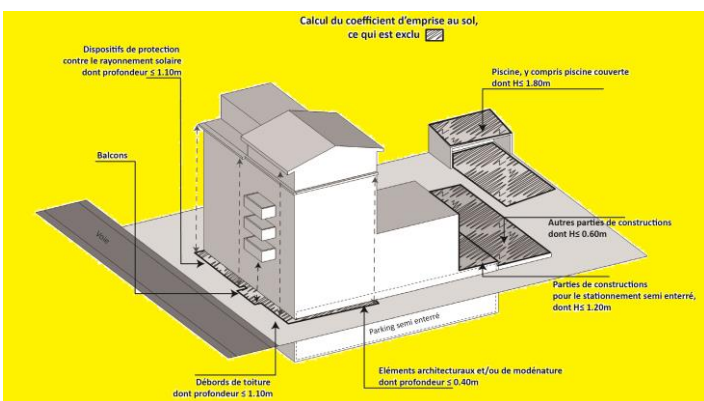 Calcul du coefficient d'emprise au sol,
ce qui est exclu
Dispositifs de protection
contre le rayonnement solaire
dont profondeur ≤ 1.10m
Piscine, y compris piscine couverte
dont H≤ 1.80m
Balcons
Voie
Autres parties de constructions
dont H≤ 0.60m
Parties de constructions
pour le stationnement semi enterré,
dont H≤ 1.20m
Parking semi enterré
Eléments architecturaux et/ou de modénature
dont profondeur ≤ 0.40m
Débords de toiture
dont profondeur ≤ 1.10m